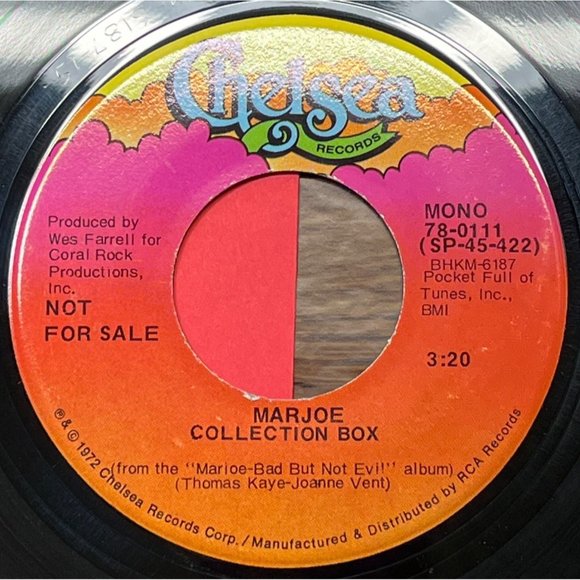 Chelsea
RECORDS
Produced by
Wes Farrell for
Coral Rock
Productions,
Inc.
NOT
FOR SALE
MONO
78-0111
(SP-45-422)
BHKM-6187
Pocket Full of
Tunes, Inc.,
BMI
3:20
MARJOE
COLLECTION BOX
(from the "Marjoe-Bad But Not Evil" album)
(Thomas Kaye-Joanne Vent)
℗ & © 1972 Chelsea Records Corp./Manufactured & Distributed by RCA Records